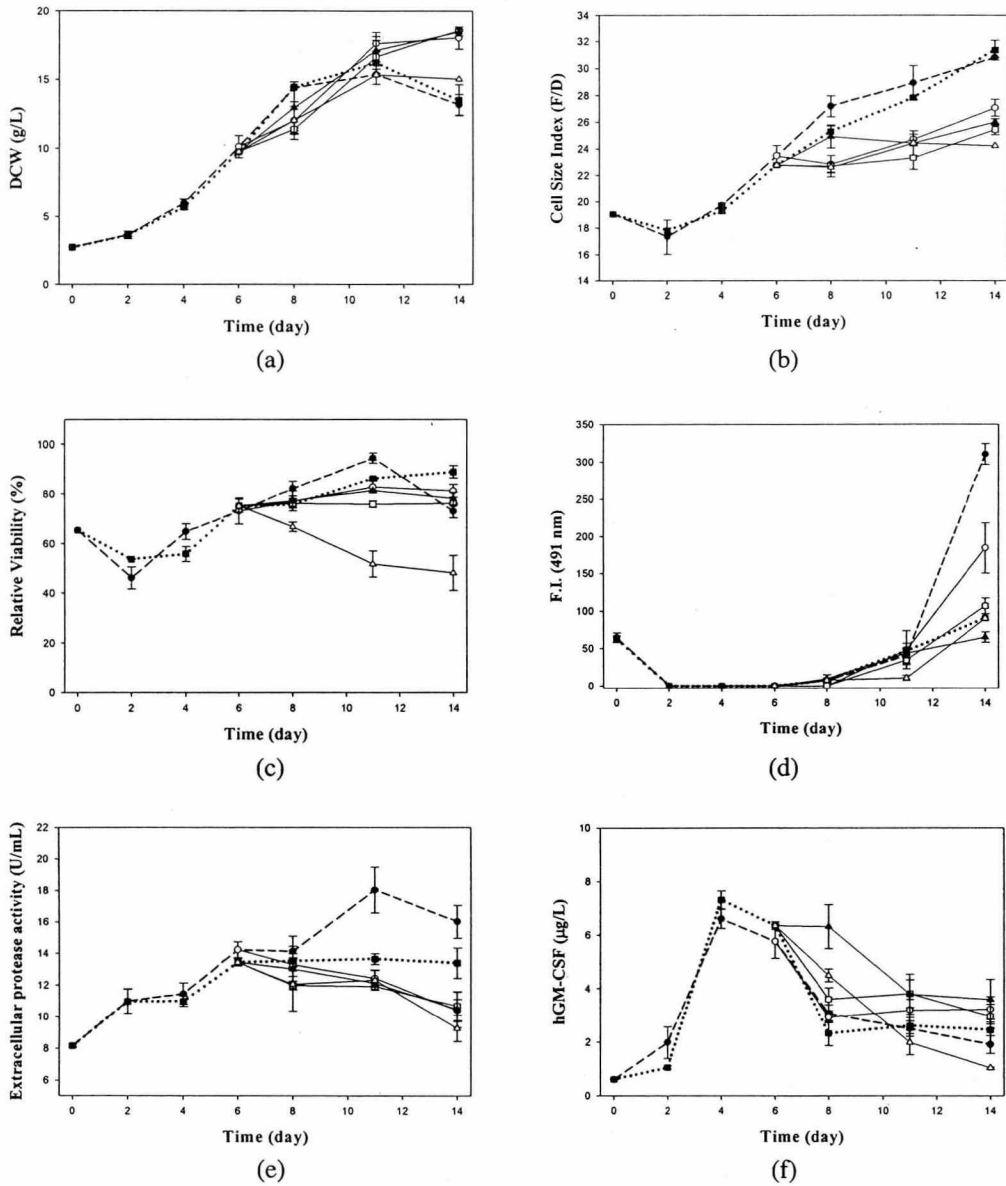 DCW (g/L)
20
15
10
5
0
0 2 4 6 8 10 12 14
Time (day)
(a)
Cell Size Index (F/D)
34
32
30
28
26
24
22
20
18
16
14
0 2 4 6 8 10 12 14
Time (day)
(b)
Relative Viability (%)
100
80
60
40
20
0
0 2 4 6 8 10 12 14
Time (day)
(c)
F.I. (491 nm)
350
300
250
200
150
100
50
0
0 2 4 6 8 10 12 14
Time (day)
(d)
Extracellular protease activity (U/mL)
22
20
18
16
14
12
10
8
6
0 2 4 6 8 10 12 14
Time (day)
(e)
hGM-CSF (µg/L)
10
8
6
4
2
0
0 2 4 6 8 10 12 14
Time (day)
(f)